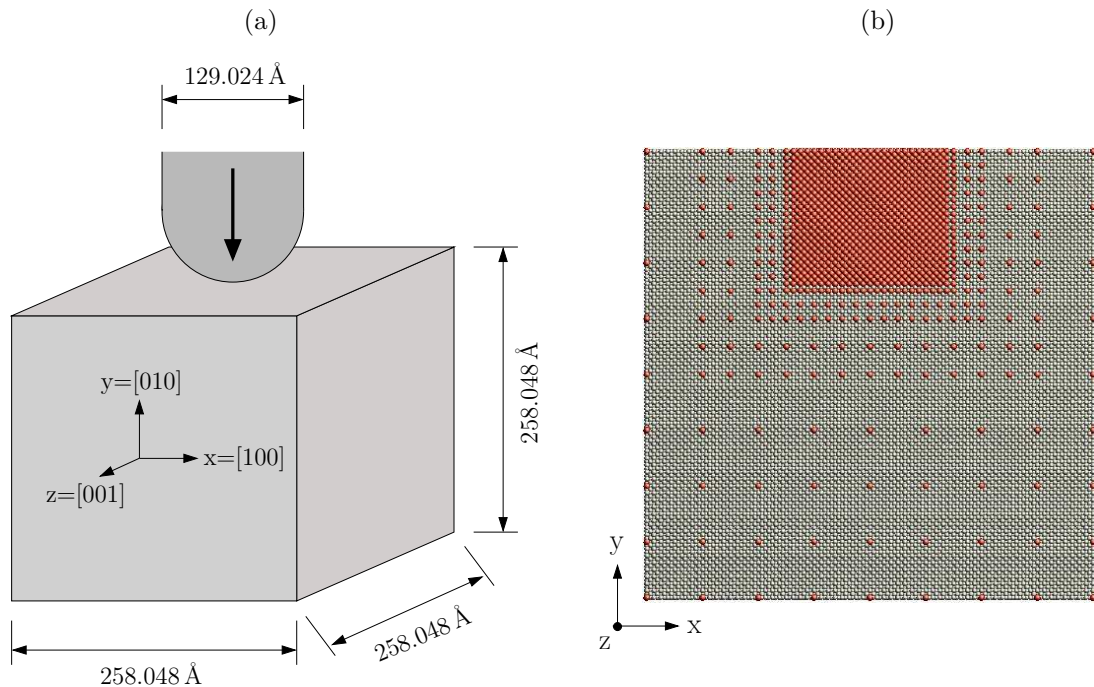 (a)
(b)
129.024 Å
y=[010]
x=[100]
z=[001]
258.048 Å
258.048 Å
258.048 Å
y
x
z